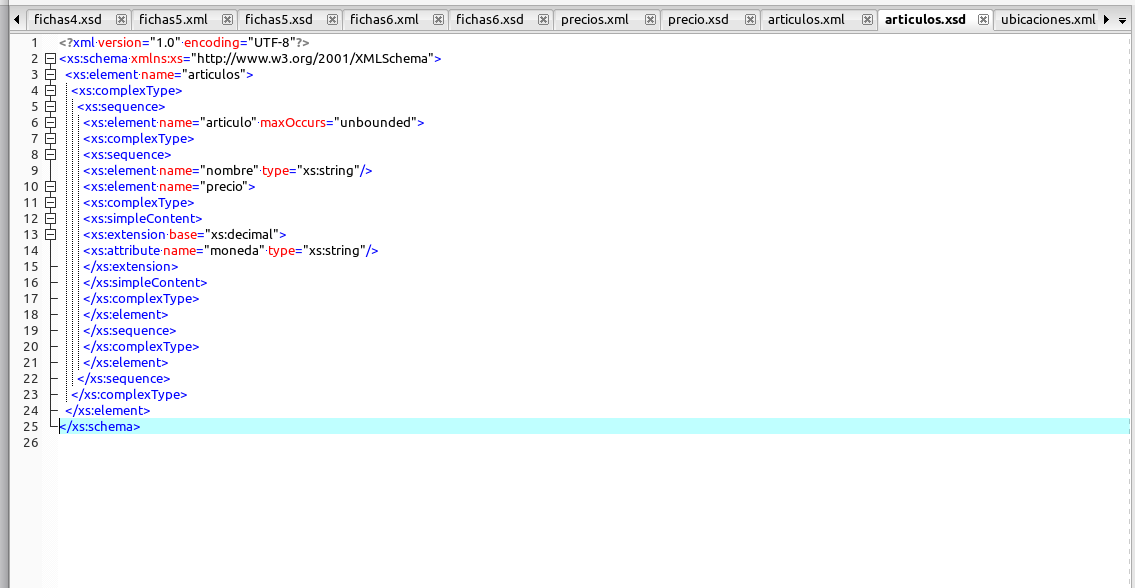 fichas4.xsd fichas5.xml fichas5.xsd fichas6.xml fichas6.xsd precios.xml precio.xsd articulos.xml articulos.xsd ubicaciones.xml
1 <?xml version="1.0" encoding="UTF-8"?>
2 <xs:schema xmlns:xs="http://www.w3.org/2001/XMLSchema">
3 <xs:element name="articulos">
4 <xs:complexType>
5 <xs:sequence>
6 <xs:element name="articulo" maxOccurs="unbounded">
7 <xs:complexType>
8 <xs:sequence>
9 <xs:element name="nombre" type="xs:string"/>
10 <xs:element name="precio">
11 <xs:complexType>
12 <xs:simpleContent>
13 <xs:extension base="xs:decimal">
14 <xs:attribute name="moneda" type="xs:string"/>
15 </xs:extension>
16 </xs:simpleContent>
17 </xs:complexType>
18 </xs:element>
19 </xs:sequence>
20 </xs:complexType>
21 </xs:element>
22 </xs:sequence>
23 </xs:complexType>
24 </xs:element>
25 </xs:schema>
26